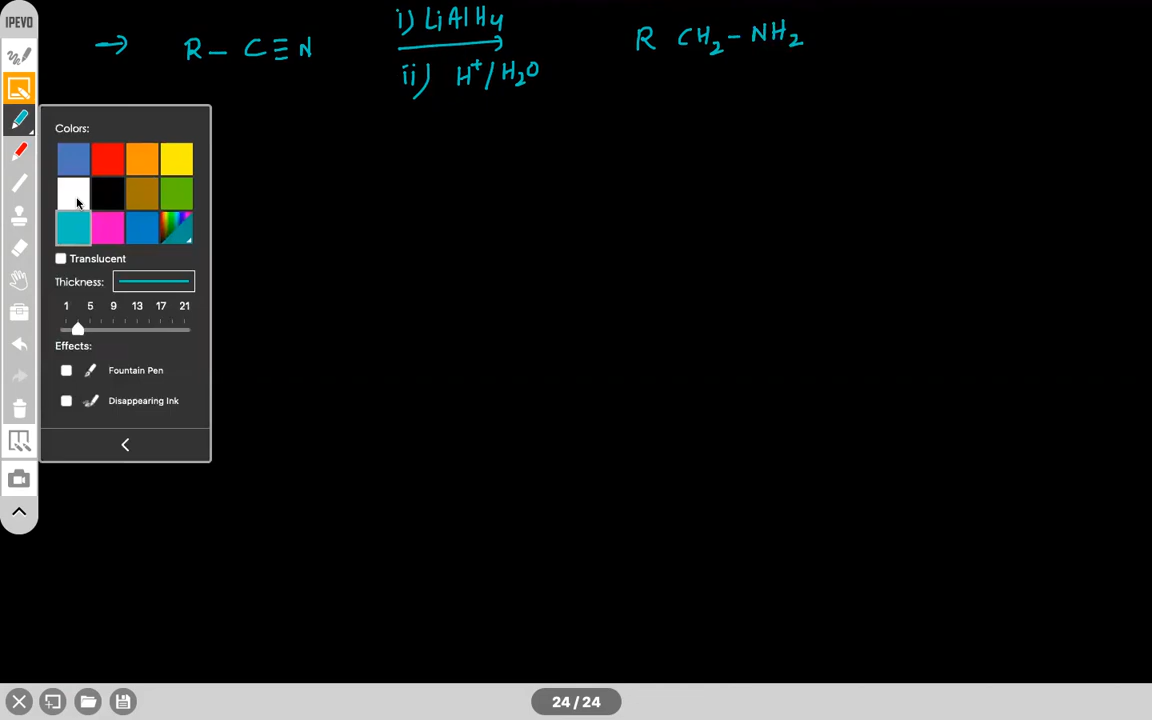 IPEVO
i) LiAlH4
→ R - C≡N R CH2-NH2
ii) H+/H2O
Colors:
Translucent
Thickness:
1 5 9 13 17 21
Effects:
Fountain Pen
Disappearing Ink
24 / 24